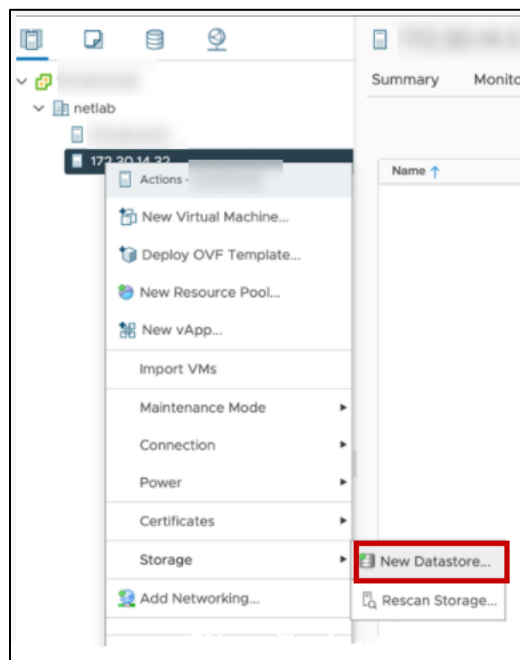 Summary Monito
netlab
172.30.14.32
Name
Actions -
New Virtual Machine...
Deploy OVF Template...
New Resource Pool...
New vApp...
Import VMs
Maintenance Mode
Connection
Power
Certificates
Storage
New Datastore...
Rescan Storage...
Add Networking...